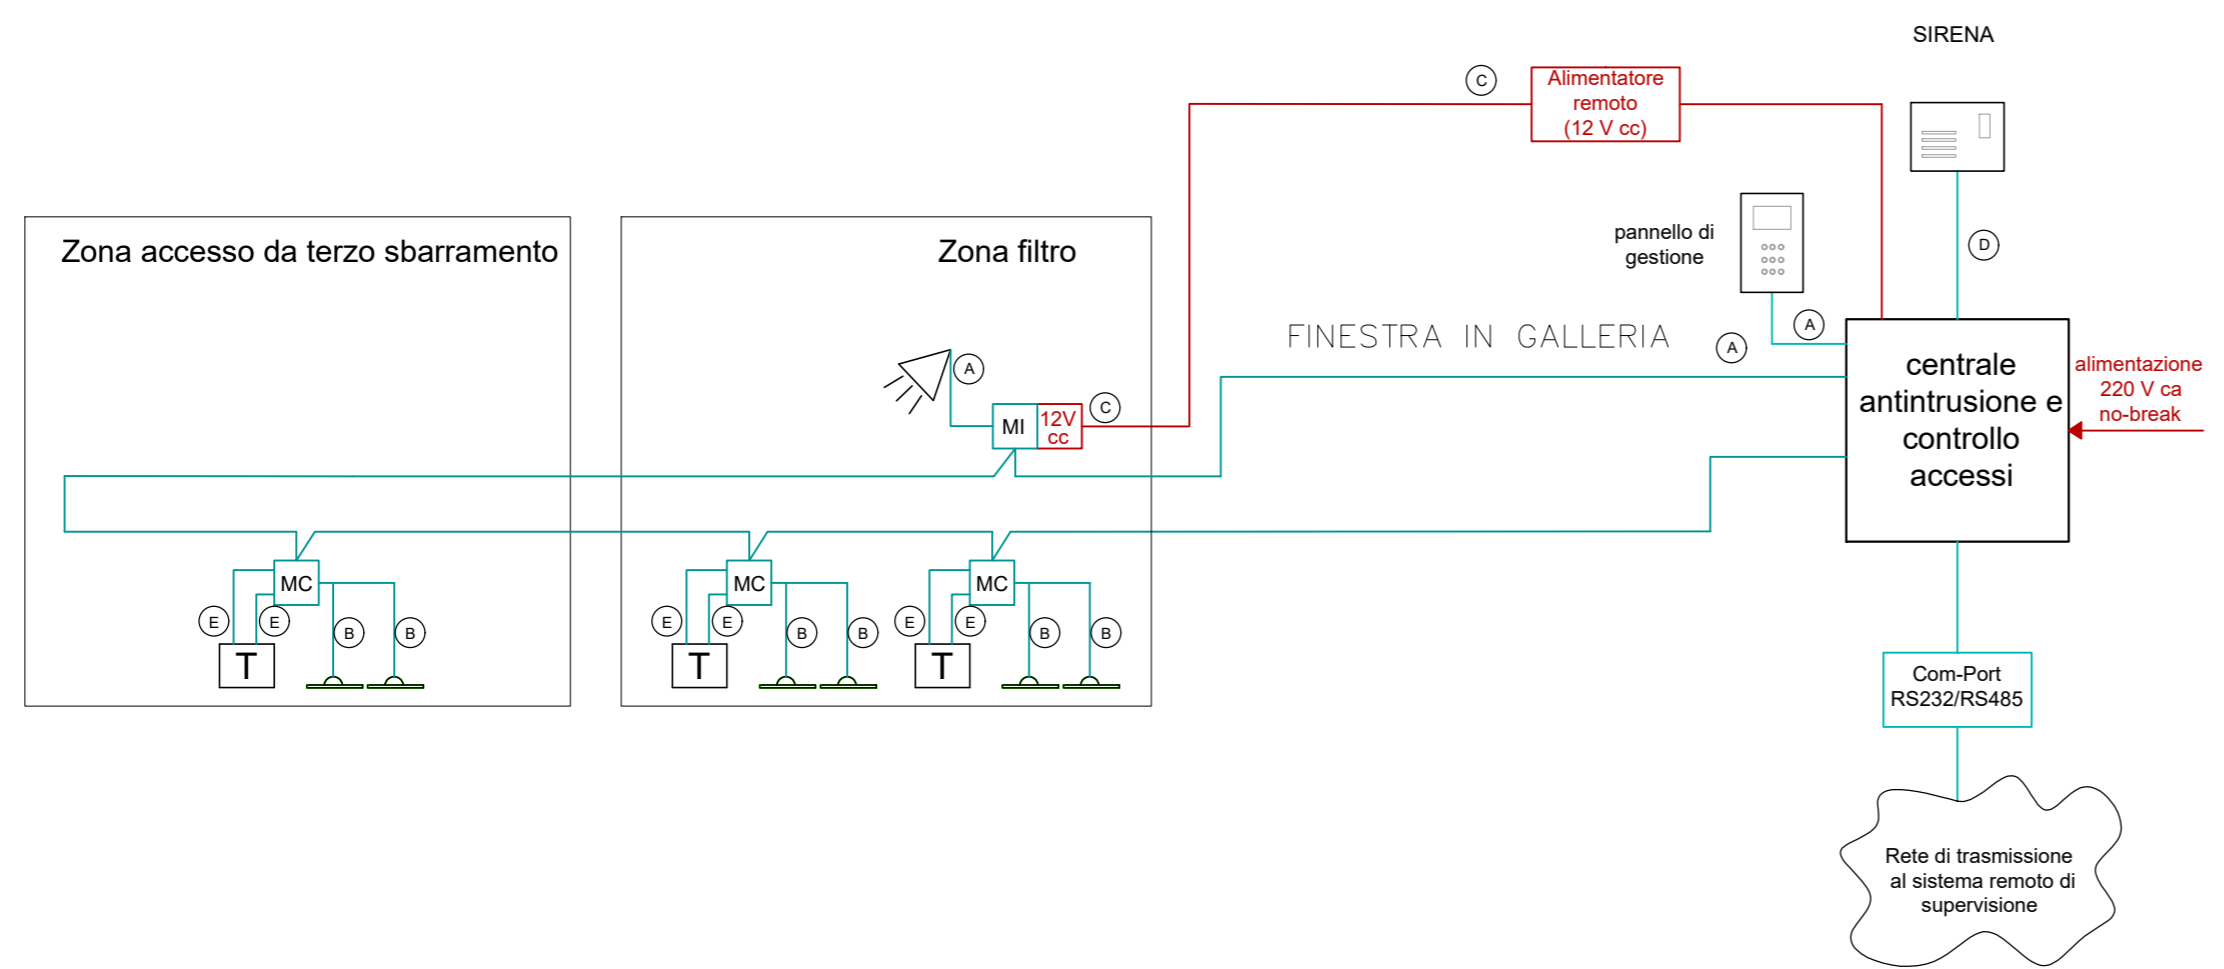 SIRENA
C
Alimentatore
remoto
(12 V cc)
pannello di
gestione
D
Zona accesso da terzo sbarramento
Zona filtro
FINESTRA IN GALLERIA
A
A
A
centrale
antintrusione e
controllo
accessi
alimentazione
220 V ca
no-break
MI
12V
cc
C
MC
E
E
B
B
T
MC
E
E
B
B
T
MC
E
E
B
B
T
Com-Port
RS232/RS485
Rete di trasmissione
al sistema remoto di
supervisione